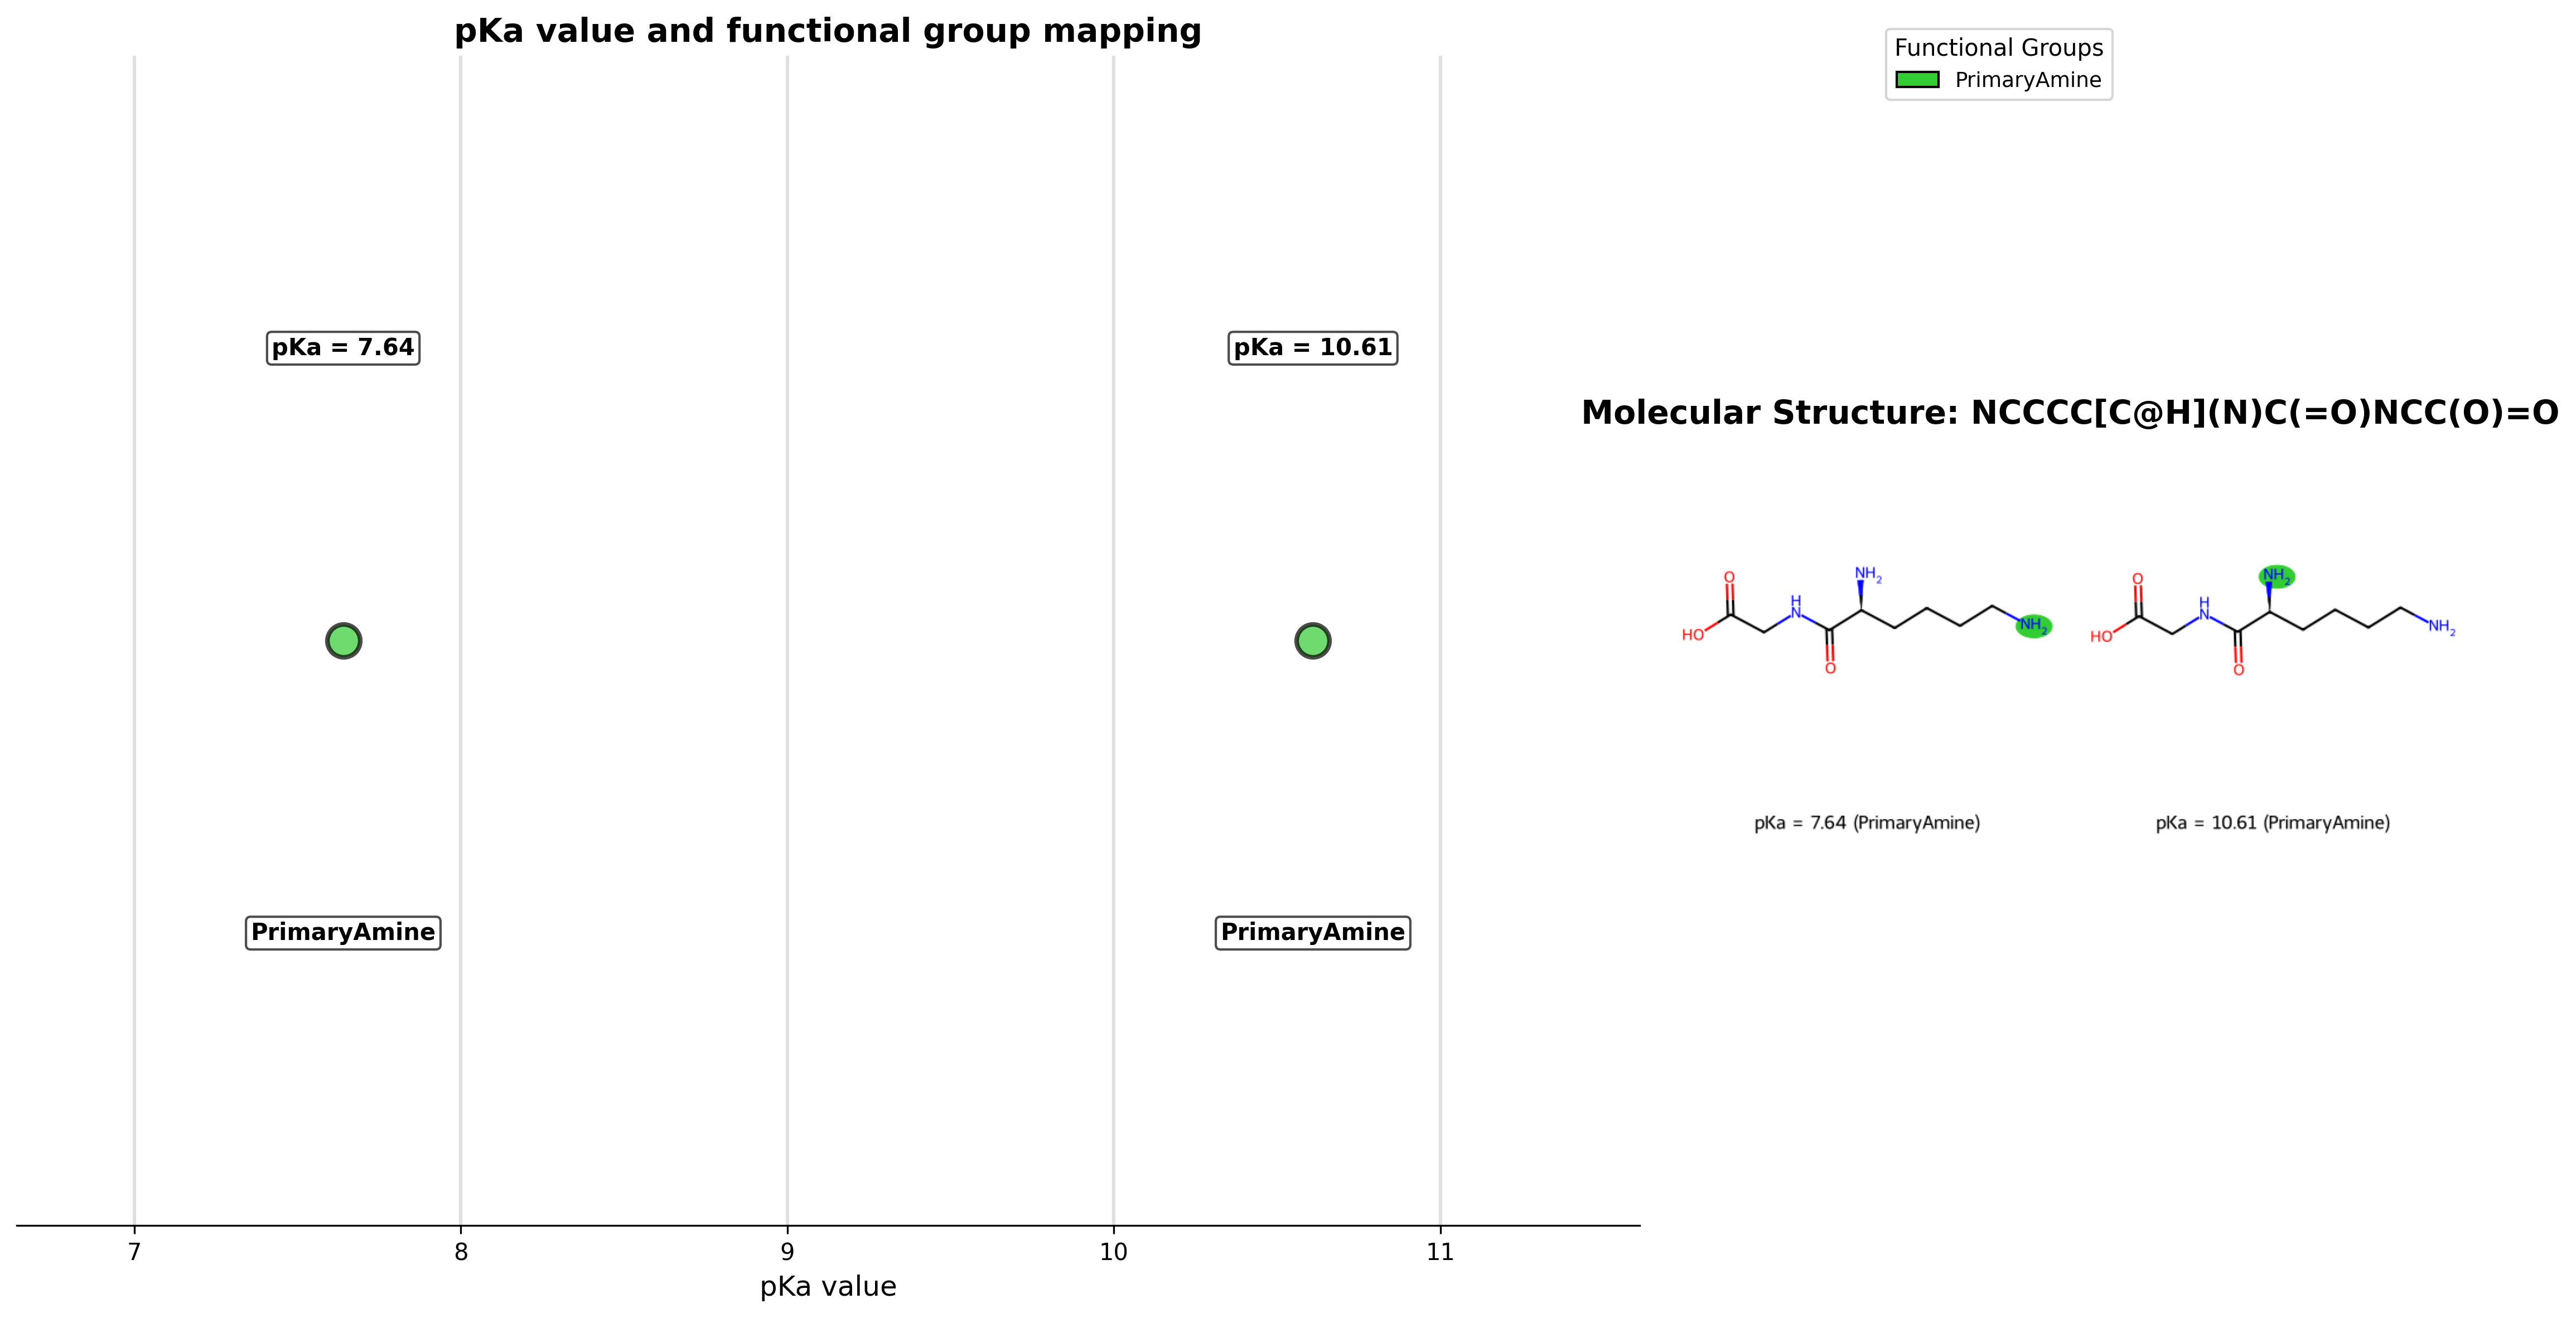 pKa value and functional group mapping
pKa = 7.64
pKa = 10.61
PrimaryAmine
PrimaryAmine
7 8 9 10 11
pKa value
Functional Groups
PrimaryAmine
Molecular Structure: NCCCC[C@H](N)C(=O)NCC(O)=O
O
HO
H
N
O
NH2
NH2
O
HO
H
N
O
NH2
NH2
pKa = 7.64 (PrimaryAmine)
pKa = 10.61 (PrimaryAmine)